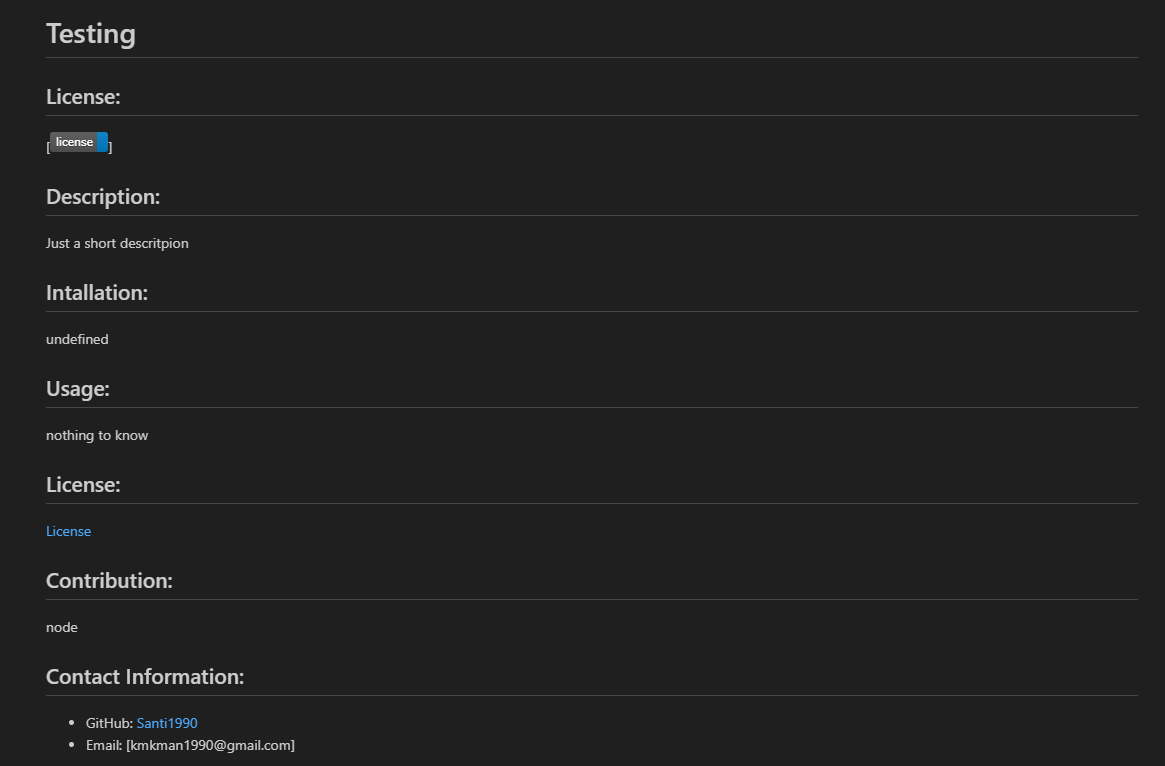 Testing
License:
[license]
Description:
Just a short descritpion
Intallation:
undefined
Usage:
nothing to know
License:
License
Contribution:
node
Contact Information:
• GitHub: Santi1990
• Email: [kmkman1990@gmail.com]